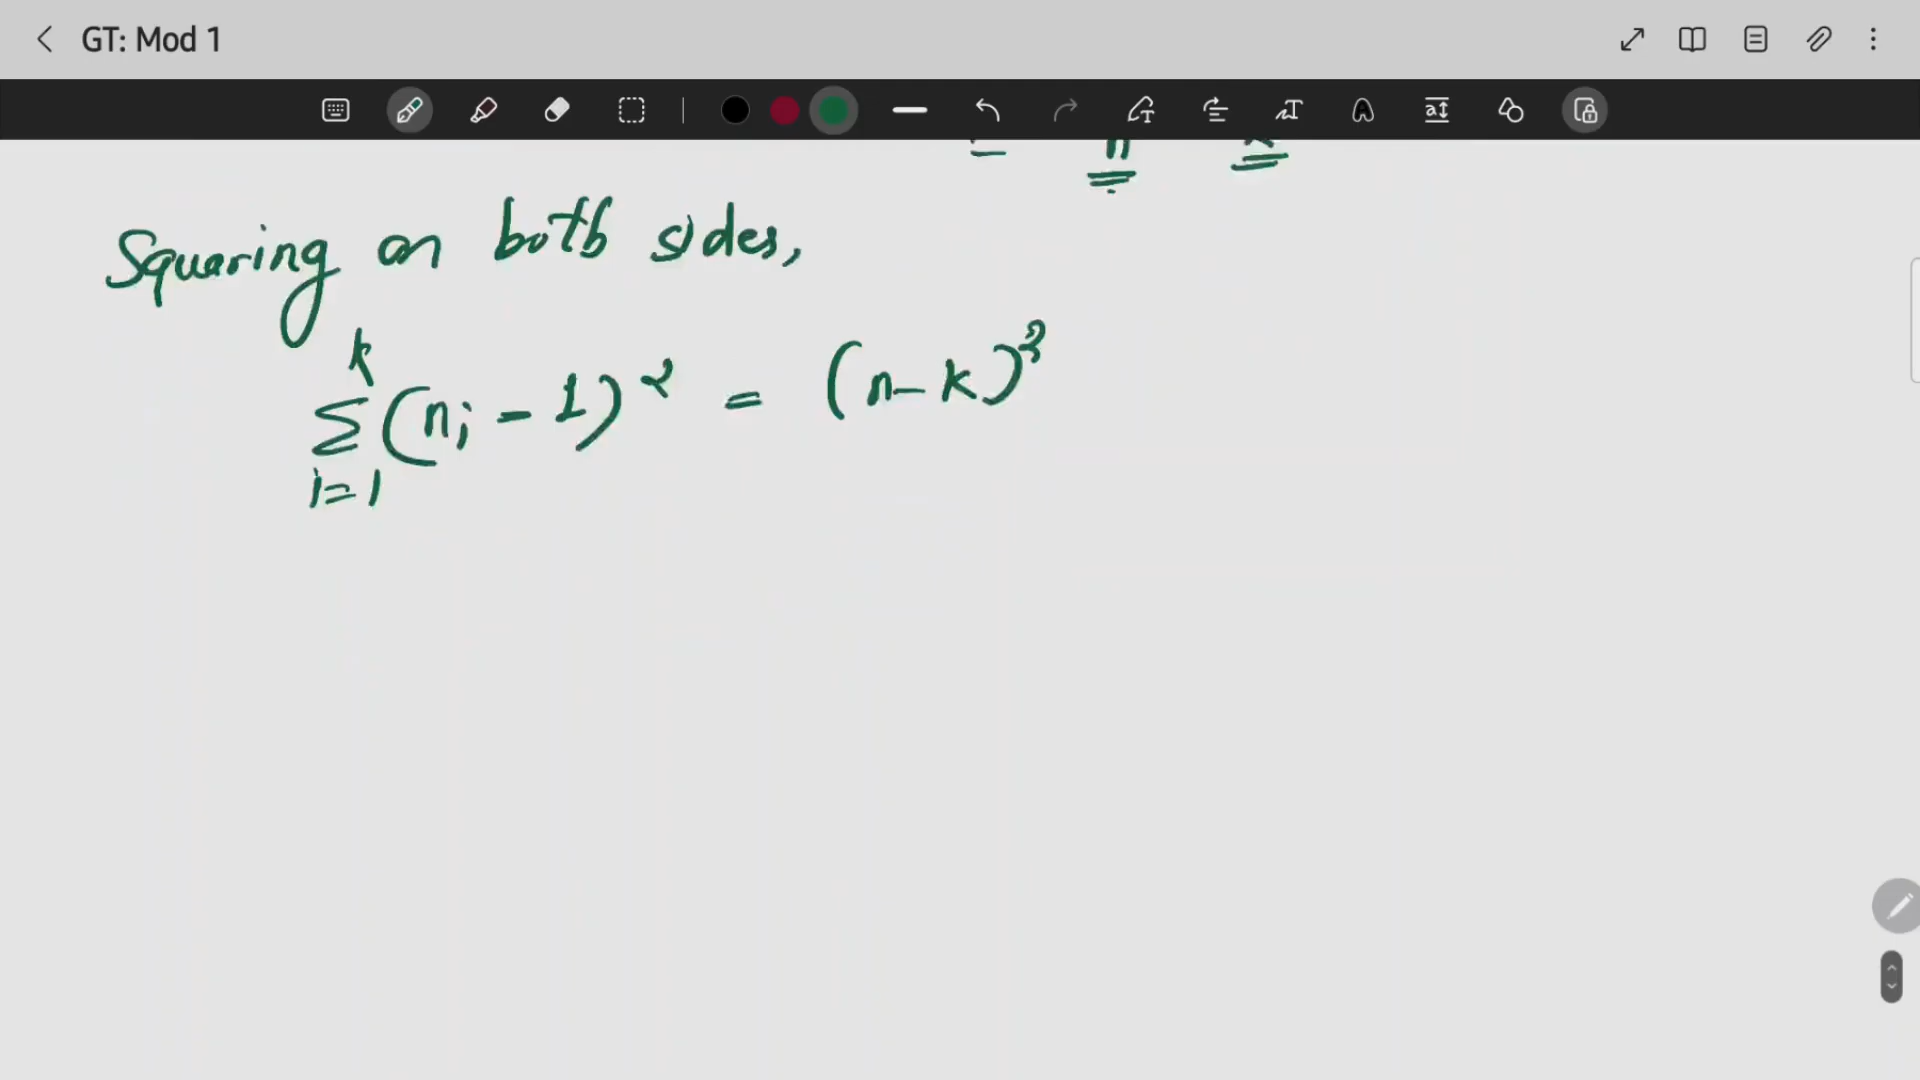 GT: Mod 1
n k
Squaring on both sides,
k
∑ (ni - 1)² = (n - k)²
i=1